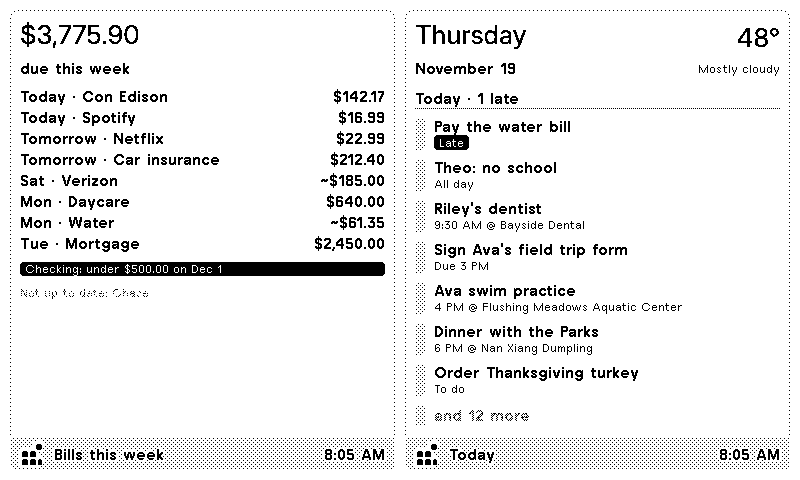 $3,775.90
due this week
Today · Con Edison $142.17
Today · Spotify $16.99
Tomorrow · Netflix $22.99
Tomorrow · Car insurance $212.40
Sat · Verizon ~$185.00
Mon · Daycare $640.00
Mon · Water ~$61.35
Tue · Mortgage $2,450.00
Checking: under $500.00 on Dec 1
Not up to date: Chase
Bills this week 8:05 AM
Thursday 48°
November 19 Mostly cloudy
Today · 1 late
Pay the water bill
Late
Theo: no school
All day
Riley's dentist
9:30 AM @ Bayside Dental
Sign Ava's field trip form
Due 3 PM
Ava swim practice
4 PM @ Flushing Meadows Aquatic Center
Dinner with the Parks
6 PM @ Nan Xiang Dumpling
Order Thanksgiving turkey
To do
and 12 more
Today 8:05 AM